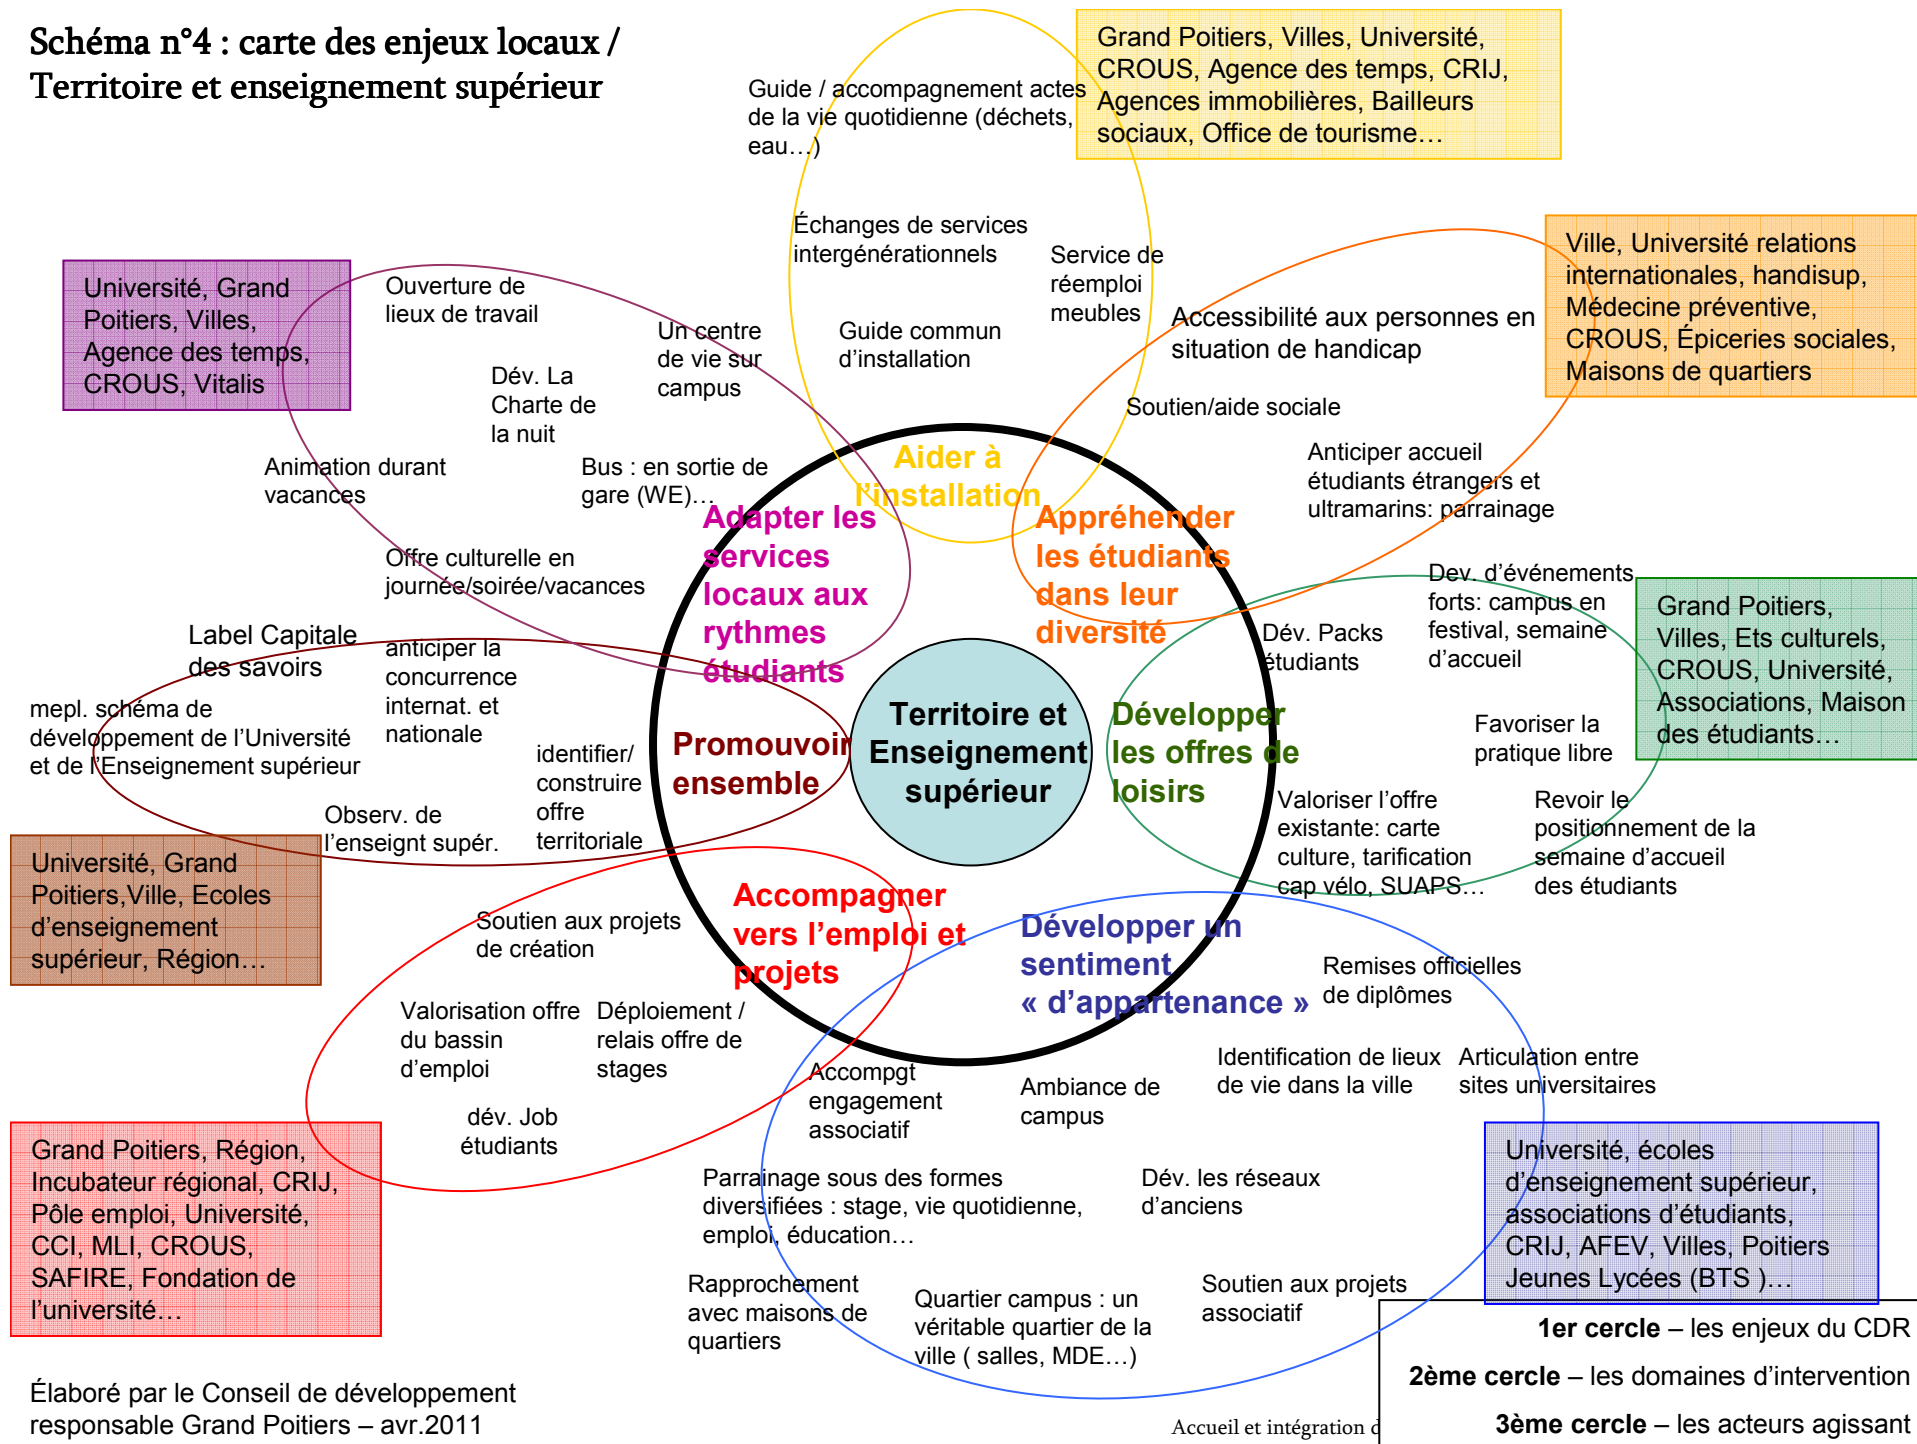 Schéma n°4 : carte des enjeux locaux /
Territoire et enseignement supérieur
Guide / accompagnement actes
de la vie quotidienne (déchets,
eau…)
Grand Poitiers, Villes, Université,
CROUS, Agence des temps, CRIJ,
Agences immobilières, Bailleurs
sociaux, Office de tourisme…
Échanges de services
intergénérationnels
Service de
réemploi
meubles
Guide commun
d’installation
Ville, Université relations
internationales, handisup,
Médecine préventive,
CROUS, Épiceries sociales,
Maisons de quartiers
Accessibilité aux personnes en
situation de handicap
Soutien/aide sociale
Anticiper accueil
étudiants étrangers et
ultramarins: parrainage
Université, Grand
Poitiers, Villes,
Agence des temps,
CROUS, Vitalis
Ouverture de
lieux de travail
Un centre
de vie sur
campus
Dév. La
Charte de
la nuit
Animation durant
vacances
Bus : en sortie de
gare (WE)…
Offre culturelle en
journée/soirée/vacances
Aider à
l’installation
Adapter les
services
locaux aux
rythmes
étudiants
Appréhender
les étudiants
dans leur
diversité
Dév. Packs
étudiants
Dev. d’événements
forts: campus en
festival, semaine
d’accueil
Grand Poitiers,
Villes, Ets culturels,
CROUS, Université,
Associations, Maison
des étudiants…
Favoriser la
pratique libre
Valoriser l’offre
existante: carte
culture, tarification
cap vélo, SUAPS…
Revoir le
positionnement de la
semaine d’accueil
des étudiants
Label Capitale
des savoirs
anticiper la
concurrence
internat. et
nationale
mepl. schéma de
développement de l’Université
et de l’Enseignement supérieur
identifier/
construire
offre
territoriale
Observ. de
l’enseignt supér.
Promouvoir
ensemble
Territoire et
Enseignement
supérieur
Développer
les offres de
loisirs
Université, Grand
Poitiers,Ville, Ecoles
d’enseignement
supérieur, Région…
Accompagner
vers l’emploi et
projets
Développer un
sentiment
« d’appartenance »
Soutien aux projets
de création
Valorisation offre
du bassin
d’emploi
Déploiement /
relais offre de
stages
dév. Job
étudiants
Grand Poitiers, Région,
Incubateur régional, CRIJ,
Pôle emploi, Université,
CCI, MLI, CROUS,
SAFIRE, Fondation de
l’université…
Remises officielles
de diplômes
Identification de lieux
de vie dans la ville
Articulation entre
sites universitaires
Accompgt
engagement
associatif
Ambiance de
campus
Parrainage sous des formes
diversifiées : stage, vie quotidienne,
emploi, éducation…
Dév. les réseaux
d’anciens
Rapprochement
avec maisons de
quartiers
Quartier campus : un
véritable quartier de la
ville ( salles, MDE…)
Soutien aux projets
associatif
Université, écoles
d’enseignement supérieur,
associations d’étudiants,
CRIJ, AFEV, Villes, Poitiers
Jeunes Lycées (BTS )…
1er cercle – les enjeux du CDR
2ème cercle – les domaines d’intervention
3ème cercle – les acteurs agissant
Élaboré par le Conseil de développement
responsable Grand Poitiers – avr.2011
Accueil et intégration d